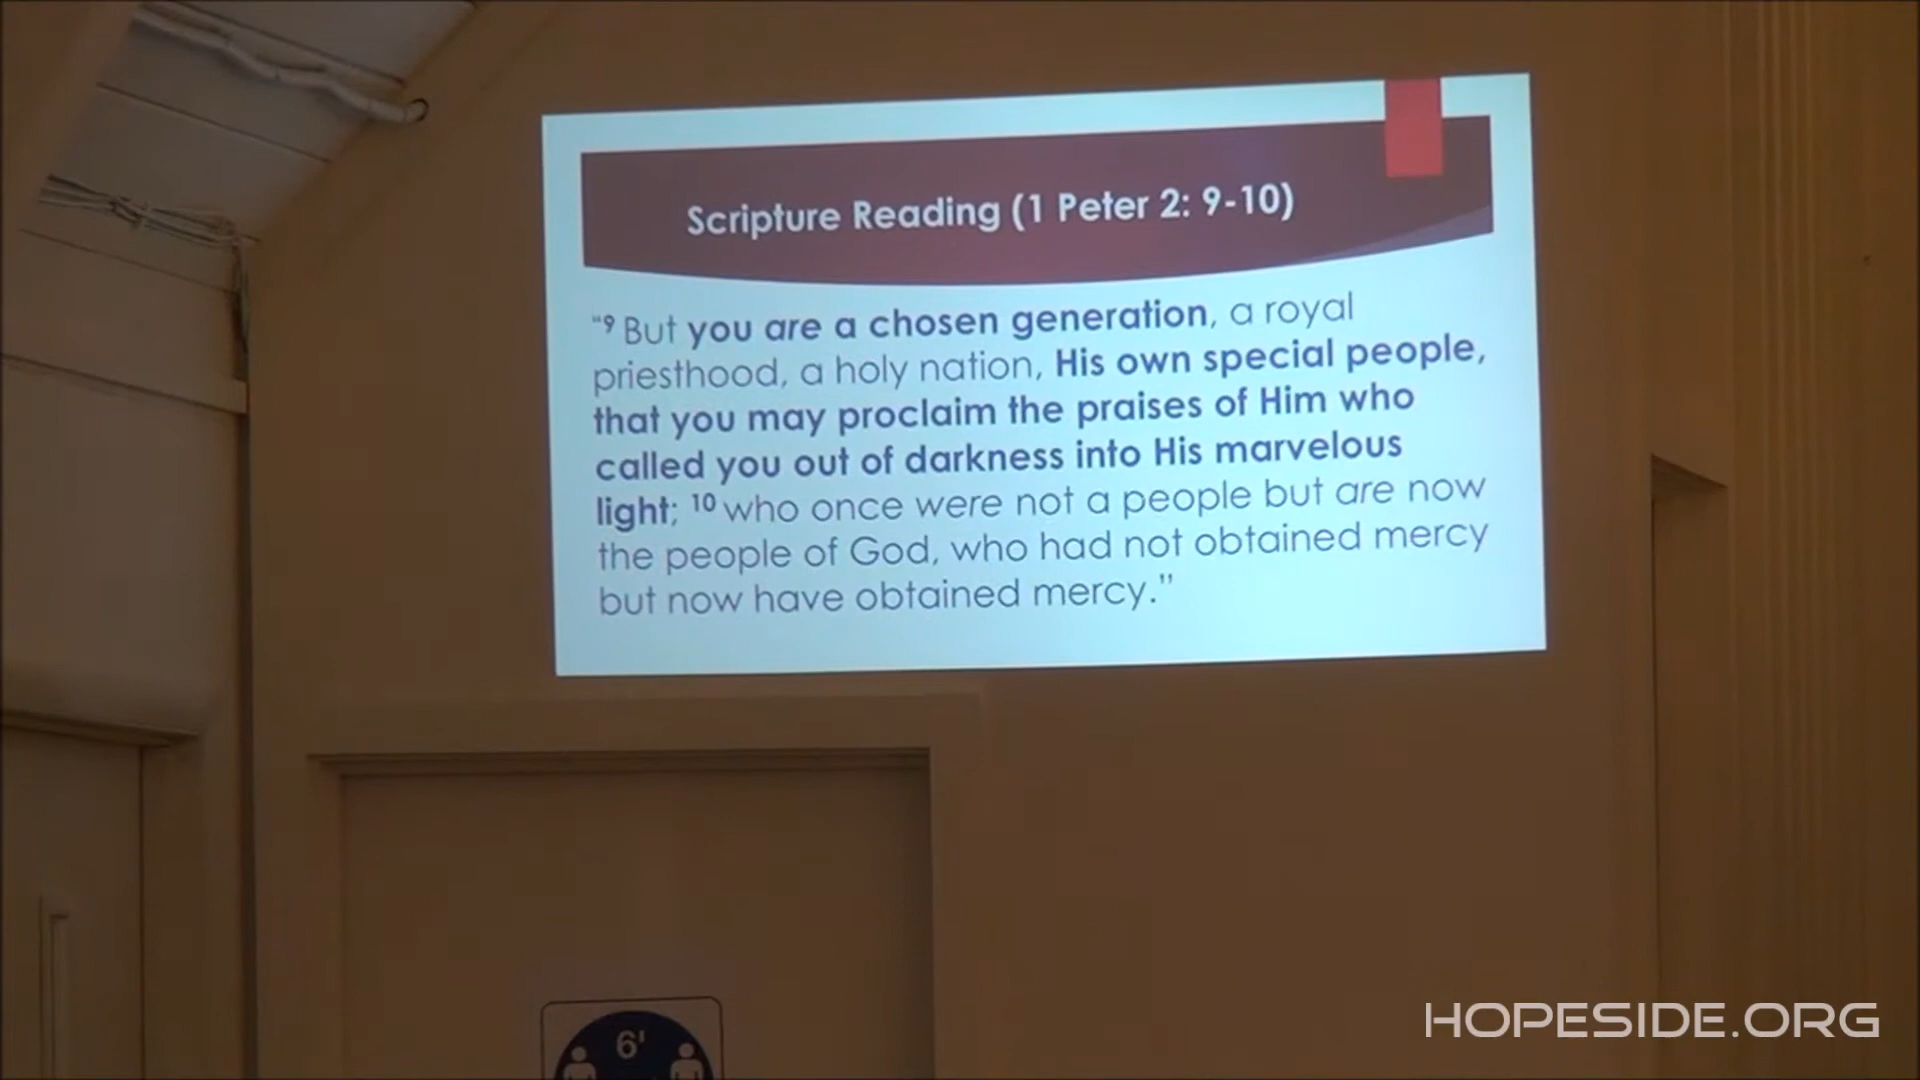 Scripture Reading (1 Peter 2: 9-10)
“⁹ But you are a chosen generation, a royal
priesthood, a holy nation, His own special people,
that you may proclaim the praises of Him who
called you out of darkness into His marvelous
light; ¹⁰ who once were not a people but are now
the people of God, who had not obtained mercy
but now have obtained mercy.”
6'
HOPESIDE.ORG